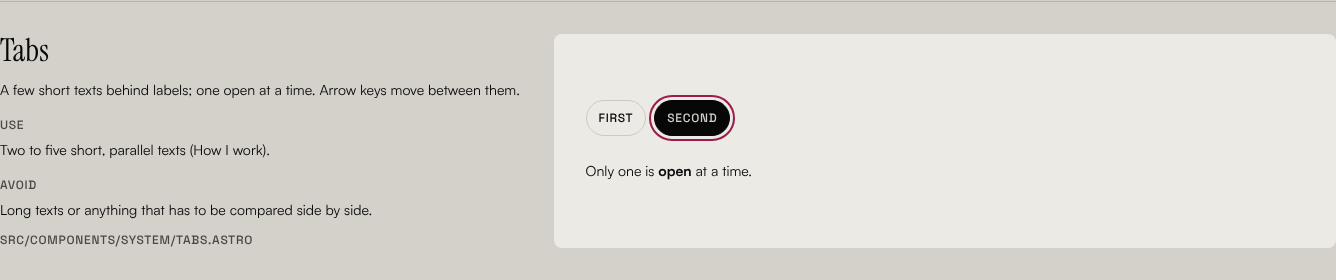 Tabs
A few short texts behind labels; one open at a time. Arrow keys move between them.
USE
Two to five short, parallel texts (How I work).
AVOID
Long texts or anything that has to be compared side by side.
SRC/COMPONENTS/SYSTEM/TABS.ASTRO
FIRST SECOND
Only one is open at a time.